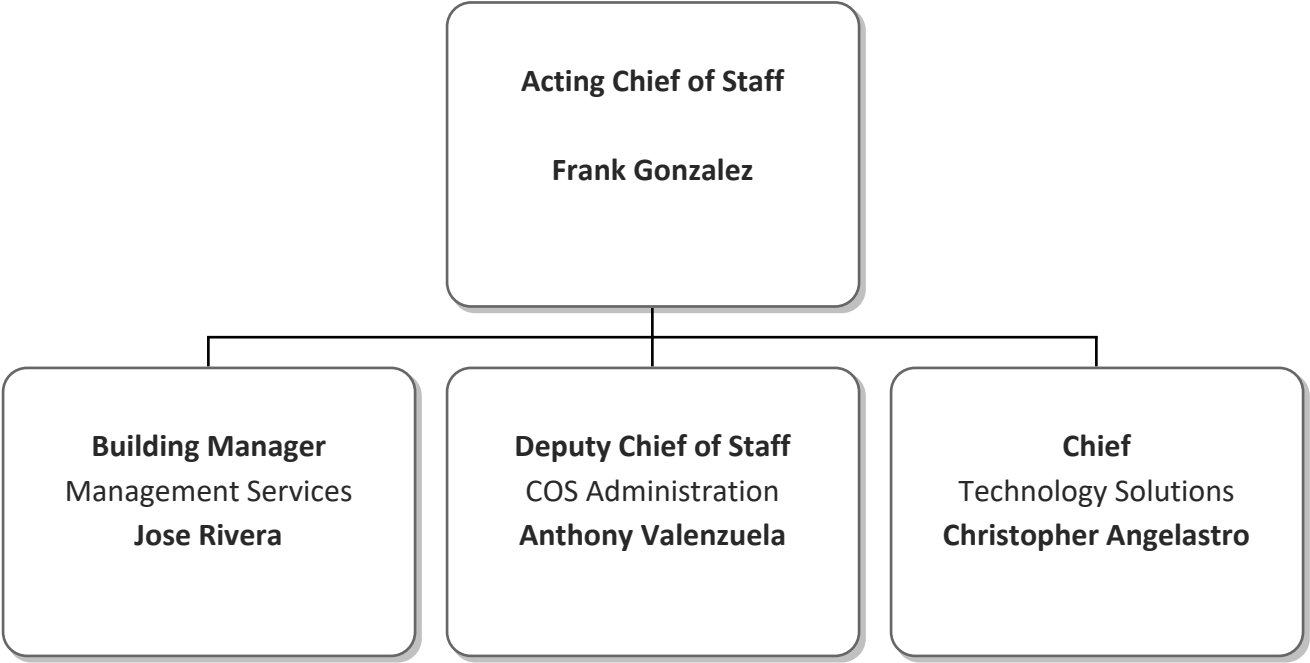 Acting Chief of Staff
Frank Gonzalez
Building Manager
Management Services
Jose Rivera
Deputy Chief of Staff
COS Administration
Anthony Valenzuela
Chief
Technology Solutions
Christopher Angelastro